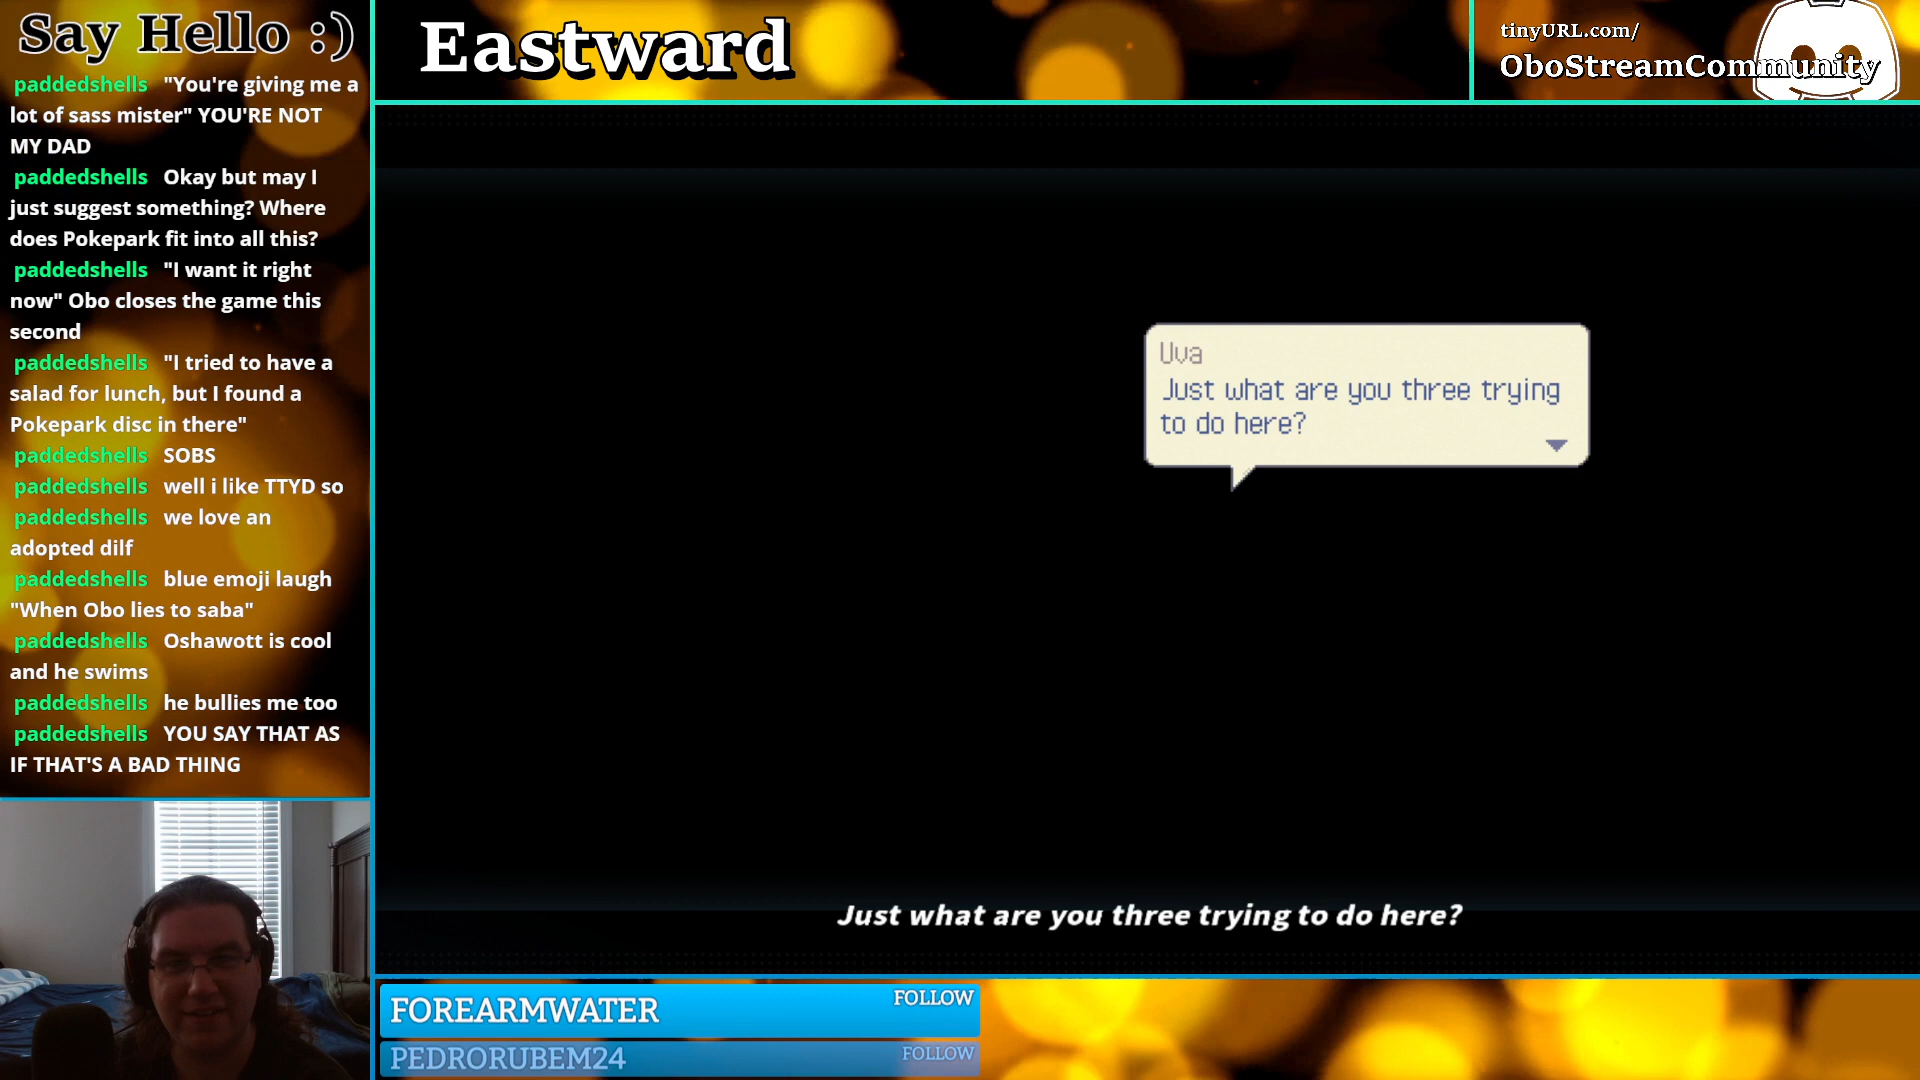 Say Hello :)
paddedshells "You're giving me a
lot of sass mister" YOU'RE NOT
MY DAD
paddedshells Okay but may I
just suggest something? Where
does Pokepark fit into all this?
paddedshells "I want it right
now" Obo closes the game this
second
paddedshells "I tried to have a
salad for lunch, but I found a
Pokepark disc in there"
paddedshells SOBS
paddedshells well i like TTYD so
paddedshells we love an
adopted dilf
paddedshells blue emoji laugh
"When Obo lies to saba"
paddedshells Oshawott is cool
and he swims
paddedshells he bullies me too
paddedshells YOU SAY THAT AS
IF THAT'S A BAD THING
Eastward
tinyURL.com/
OboStreamCommunity
Uva
Just what are you three trying
to do here?
Just what are you three trying to do here?
FOREARMWATER FOLLOW
PEDRORUBEM24 FOLLOW